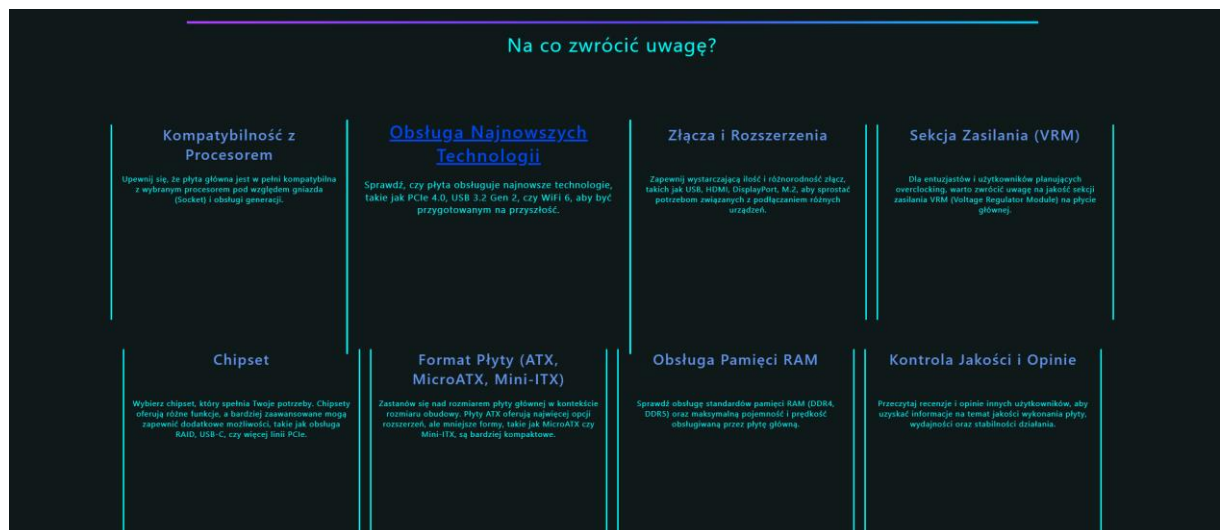 Na co zwrócić uwagę?
Kompatybilność z
Procesorem
Upewnij się, że płyta główna jest w pełni kompatybilna
z wybranym procesorem pod względem gniazda
(Socket) i obsługi generacji.
Obsługa Najnowszych
Technologii
Sprawdź, czy płyta obsługuje najnowsze technologie,
takie jak PCIe 4.0, USB 3.2 Gen 2, czy WiFi 6, aby być
przygotowanym na przyszłość.
Złącza i Rozszerzenia
Zapewnij wystarczającą ilość i różnorodność złącz,
takich jak USB, HDMI, DisplayPort, M.2, aby sprostać
potrzebom związanych z podłączaniem różnych
urządzeń.
Sekcja Zasilania (VRM)
Dla entuzjastów i użytkowników planujących
overclocking, warto zwrócić uwagę na jakość sekcji
zasilania VRM (Voltage Regulator Module) na płycie
głównej.
Chipset
Wybierz chipset, który spełnia Twoje potrzeby. Chipsety
oferują różne funkcje, a bardziej zaawansowane mogą
zapewnić dodatkowe możliwości, takie jak obsługa
RAID, USB-C, czy więcej linii PCIe.
Format Płyty (ATX,
MicroATX, Mini-ITX)
Zastanów się nad rozmiarem płyty głównej w kontekście
rozmiaru obudowy. Płyty ATX oferują najwięcej opcji
rozszerzeń, ale mniejsze formy, takie jak MicroATX czy
Mini-ITX, są bardziej kompaktowe.
Obsługa Pamięci RAM
Sprawdź obsługę standardów pamięci RAM (DDR4,
DDR5) oraz maksymalną pojemność i prędkość
obsługiwaną przez płytę główną.
Kontrola Jakości i Opinie
Przeczytaj recenzje i opinie innych użytkowników, aby
uzyskać informacje na temat jakości wykonania płyty,
wydajności oraz stabilności działania.